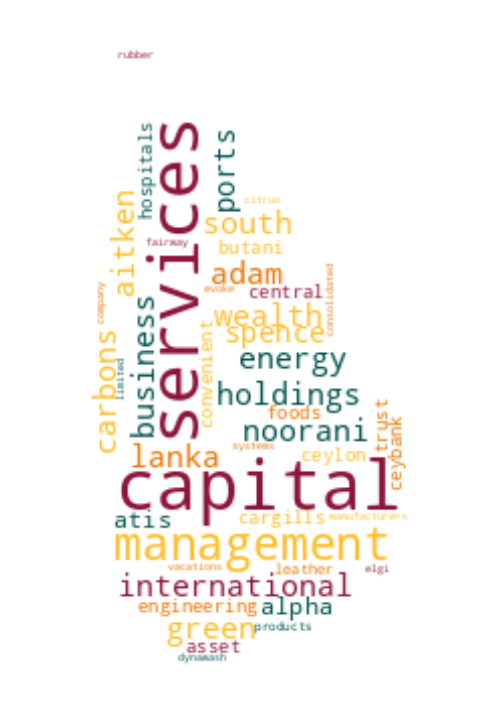 rubber
hospitals
services
ports
aitken
citrus
south
fairway
butani
adam
evoke
central
consolidated
company
business
wealth
spence
convenient
carbons
limited
energy
holdings
foods
trust
noorani
ceybank
lanka
systems
ceylon
capital
atis
cargills
manufacturers
management
vacations
leather
elgi
international
engineering
alpha
green
products
asset
dynawash